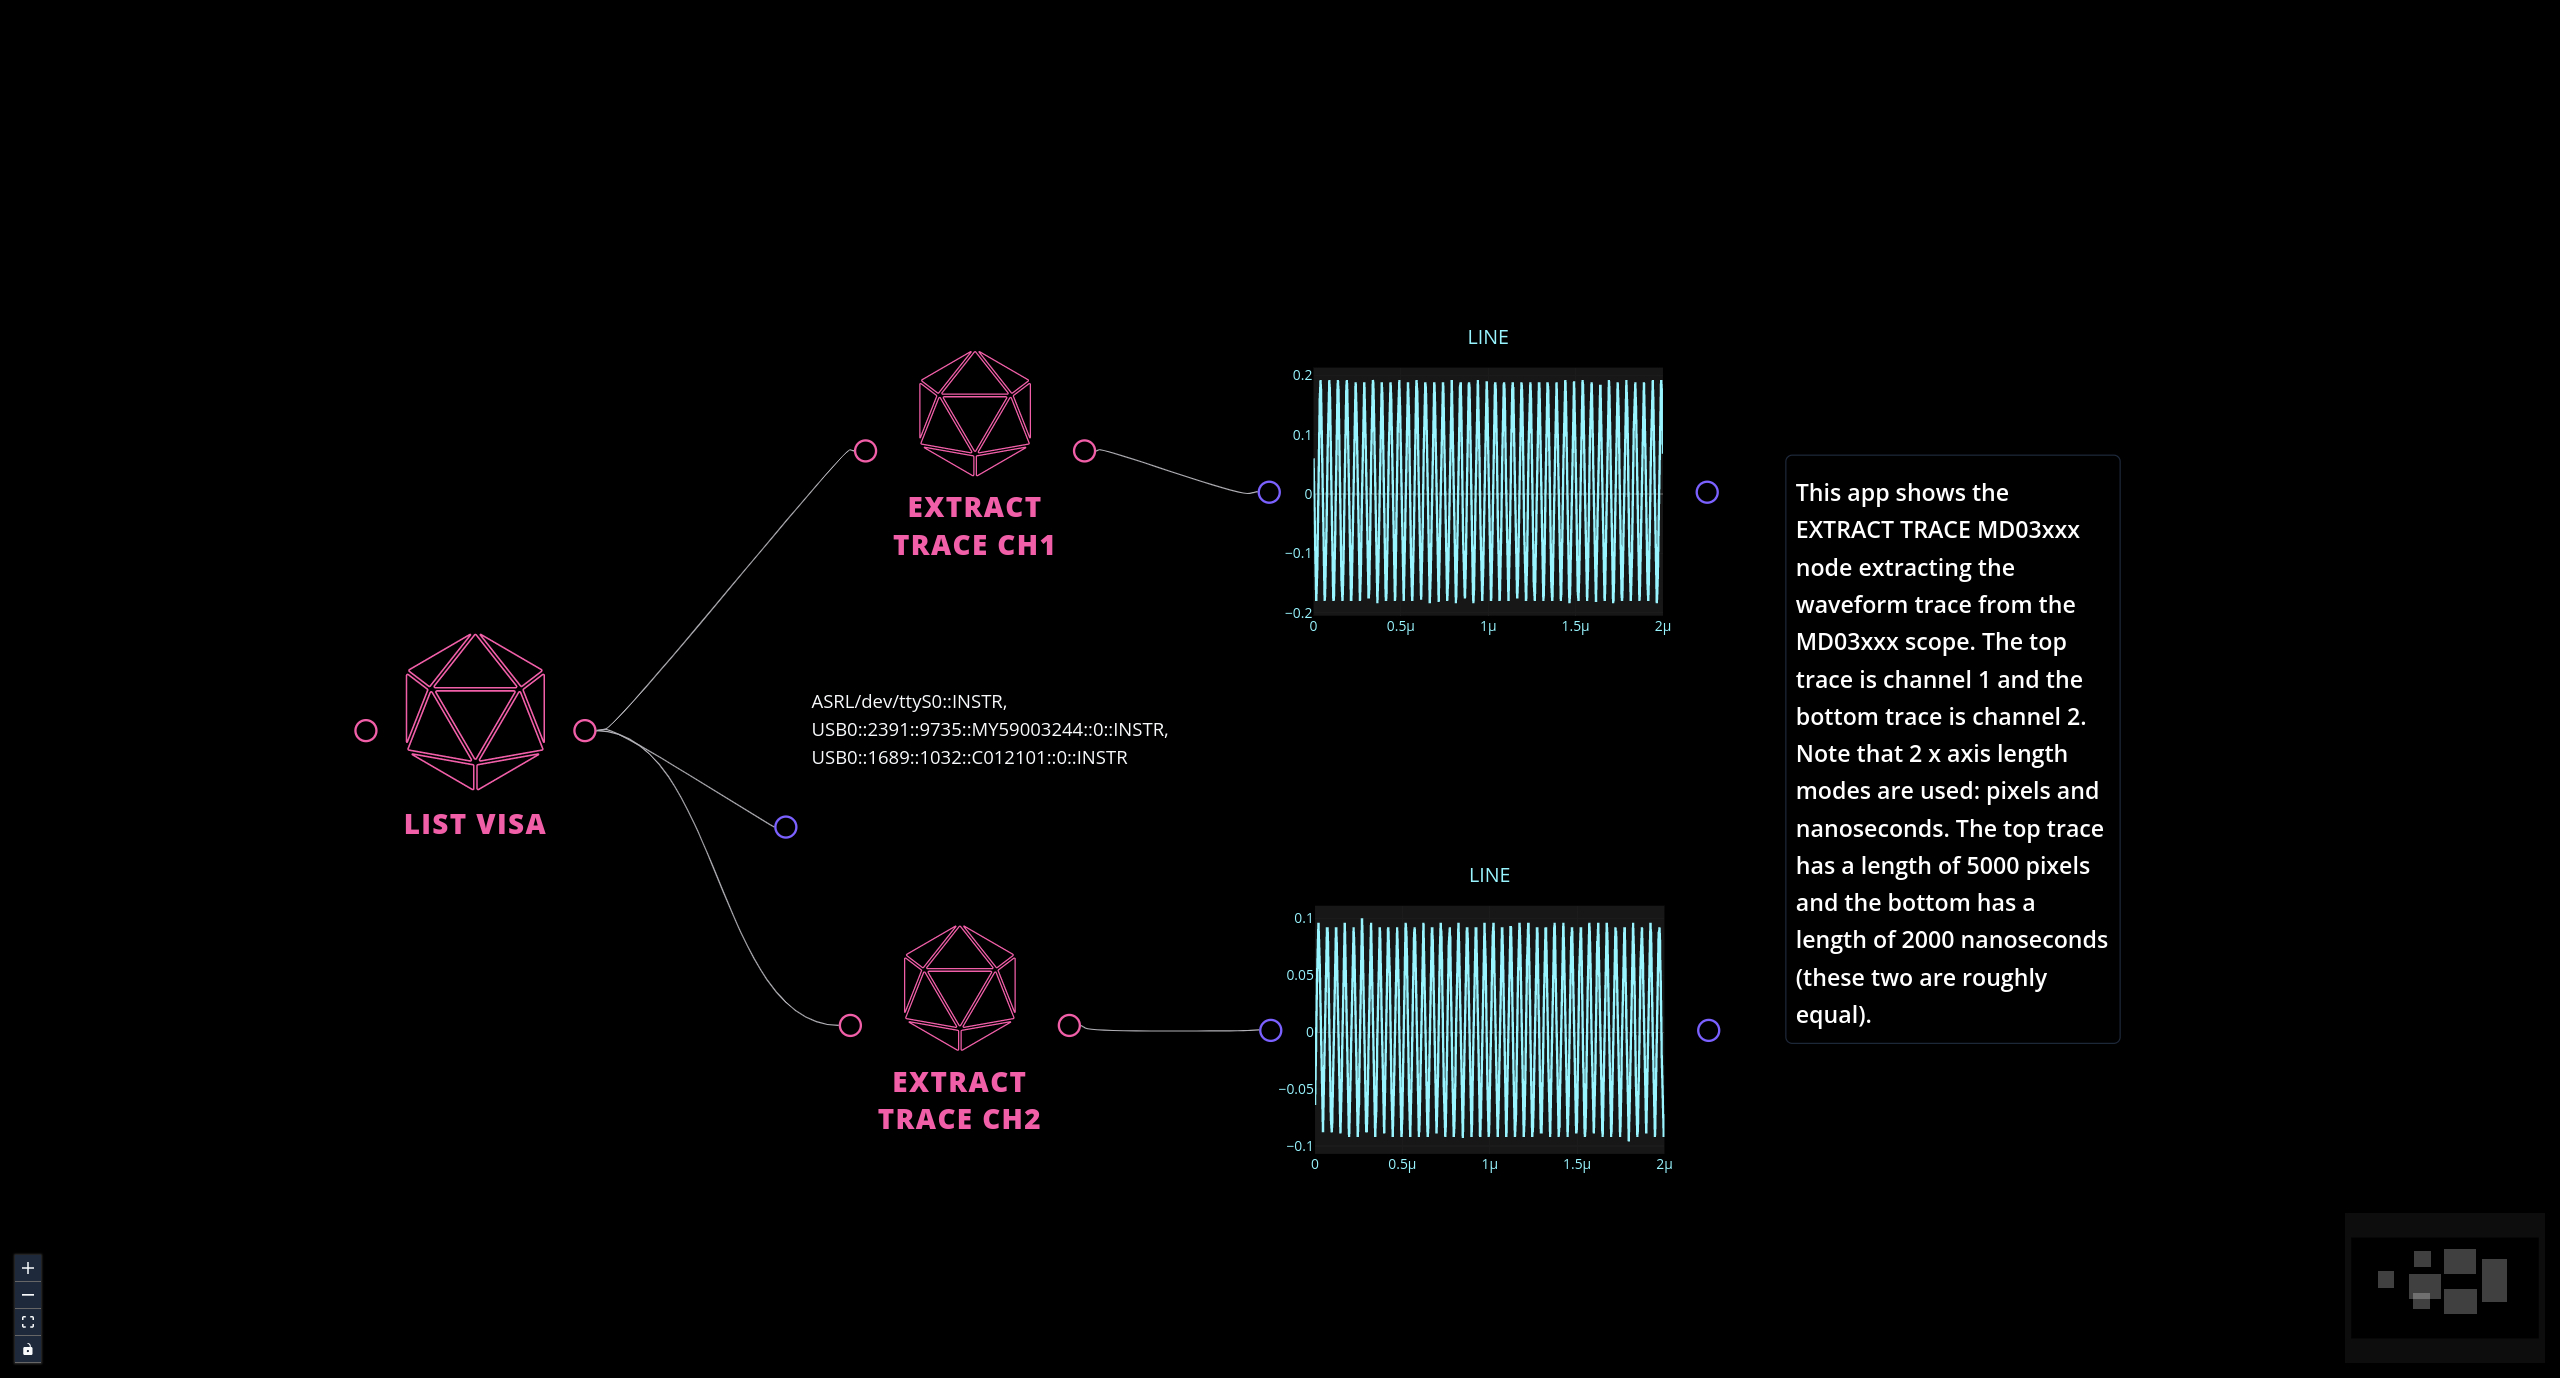 LINE
0.2
0.1
0
−0.1
−0.2
0 0.5μ 1μ 1.5μ 2μ
EXTRACT
TRACE CH1
ASRL/dev/ttyS0::INSTR,
USB0::2391::9735::MY59003244::0::INSTR,
USB0::1689::1032::C012101::0::INSTR
LIST VISA
LINE
0.1
0.05
0
−0.05
−0.1
0 0.5μ 1μ 1.5μ 2μ
EXTRACT
TRACE CH2
This app shows the
EXTRACT TRACE MD03xxx
node extracting the
waveform trace from the
MD03xxx scope. The top
trace is channel 1 and the
bottom trace is channel 2.
Note that 2 x axis length
modes are used: pixels and
nanoseconds. The top trace
has a length of 5000 pixels
and the bottom has a
length of 2000 nanoseconds
(these two are roughly
equal).